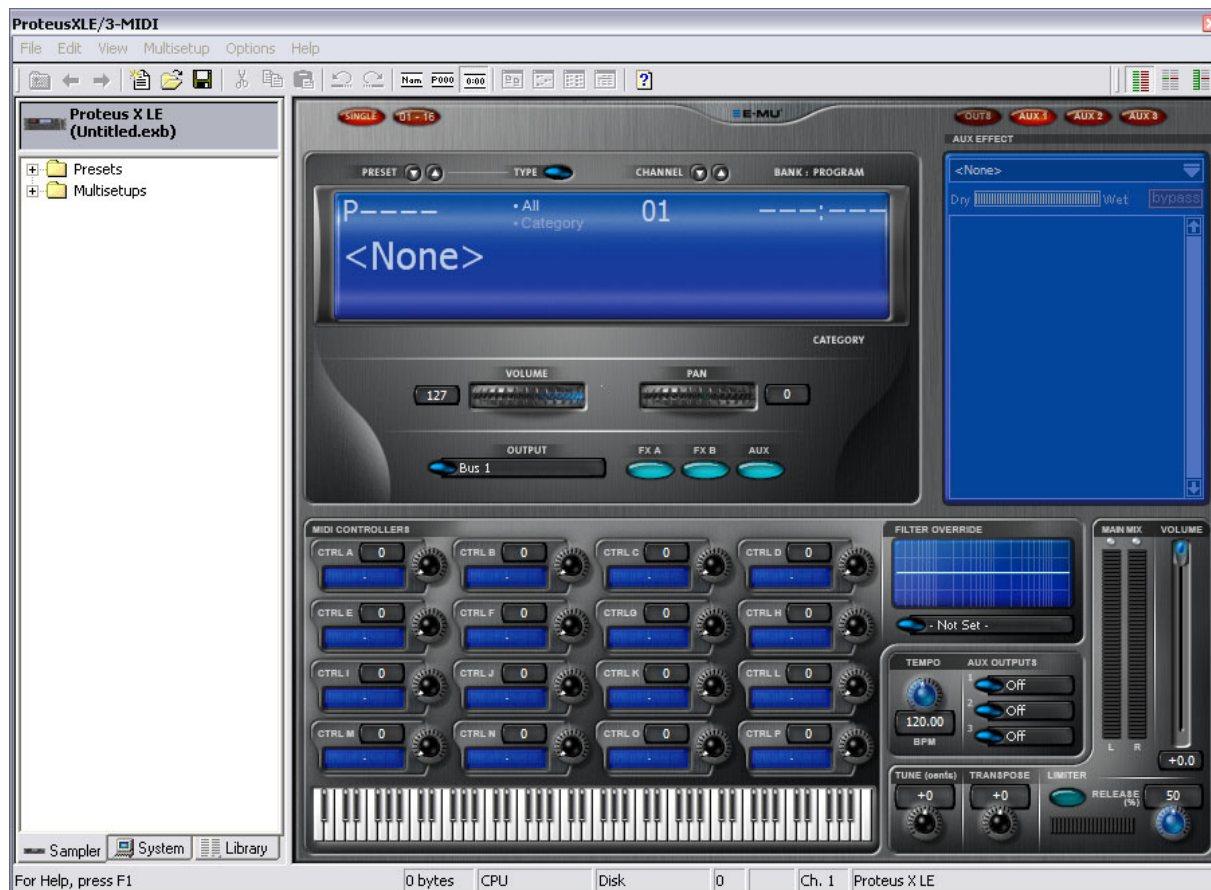 ProteusXLE/3-MIDI
File Edit View Multisetup Options Help
Nam P000 0:00
Proteus X LE
(Untitled.exb)
Presets
Multisetups
SINGLE 01 - 16
E-MU
OUTS AUX 1 AUX 2 AUX 3
AUX EFFECT
<None>
Dry Wet bypass
PRESET TYPE CHANNEL BANK : PROGRAM
P---- • All 01 ---:---
• Category
<None>
CATEGORY
VOLUME PAN
127 0
OUTPUT FX A FX B AUX
Bus 1
MIDI CONTROLLERS
CTRL A 0 CTRL B 0 CTRL C 0 CTRL D 0
- - - -
CTRL E 0 CTRL F 0 CTRL G 0 CTRL H 0
- - - -
CTRL I 0 CTRL J 0 CTRL K 0 CTRL L 0
- - - -
CTRL M 0 CTRL N 0 CTRL O 0 CTRL P 0
- - - -
FILTER OVERRIDE
- Not Set -
MAIN MIX VOLUME
L R
+0.0
TEMPO AUX OUTPUTS
1 Off
2 Off
120.00
3 Off
BPM
TUNE (cents) TRANSPOSE LIMITER
+0 +0 RELEASE (%) 50
Sampler System Library
For Help, press F1 0 bytes CPU Disk 0 Ch. 1 Proteus X LE